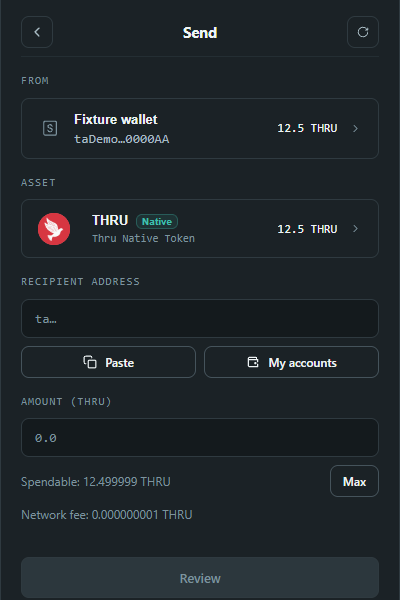 Send
FROM
Fixture wallet
taDemo…0000AA
12.5 THRU
ASSET
THRU Native
Thru Native Token
12.5 THRU
RECIPIENT ADDRESS
ta…
Paste
My accounts
AMOUNT (THRU)
0.0
Spendable: 12.499999 THRU
Max
Network fee: 0.000000001 THRU
Review